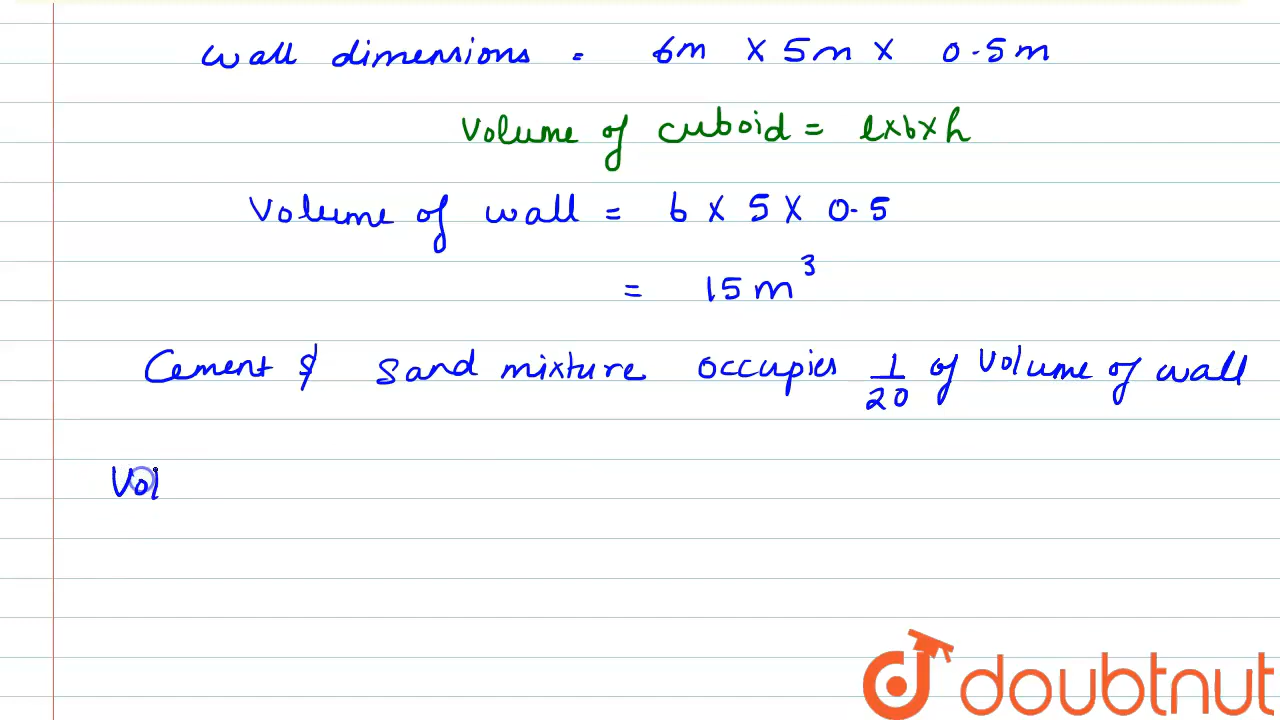 wall dimensions = 6m × 5m × 0.5m
Volume of cuboid = l×b×h
Volume of wall = 6 × 5 × 0.5
= 15 m³
Cement & sand mixture occupies 1/20 of volume of wall
Vol
doubtnut